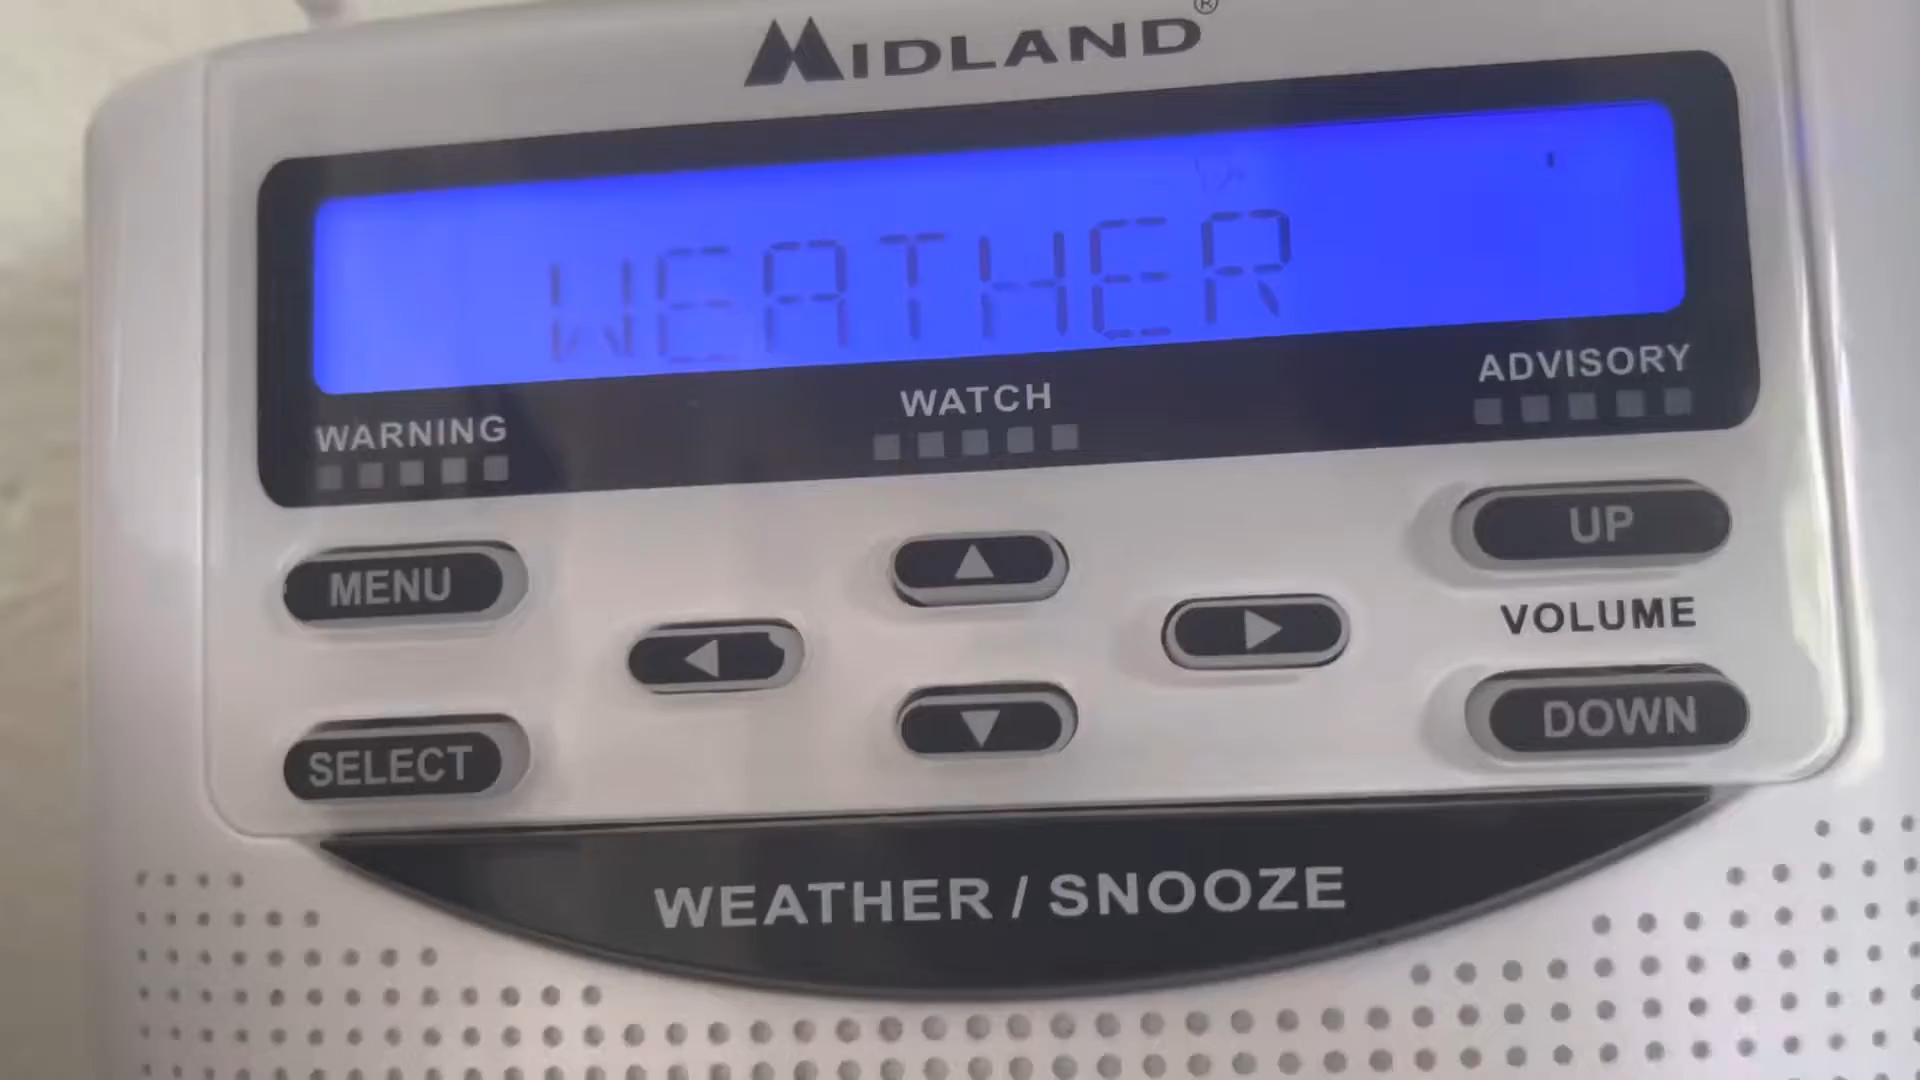 MIDLAND®
WEATHER
WARNING
WATCH
ADVISORY
MENU
UP
VOLUME
SELECT
DOWN
WEATHER / SNOOZE